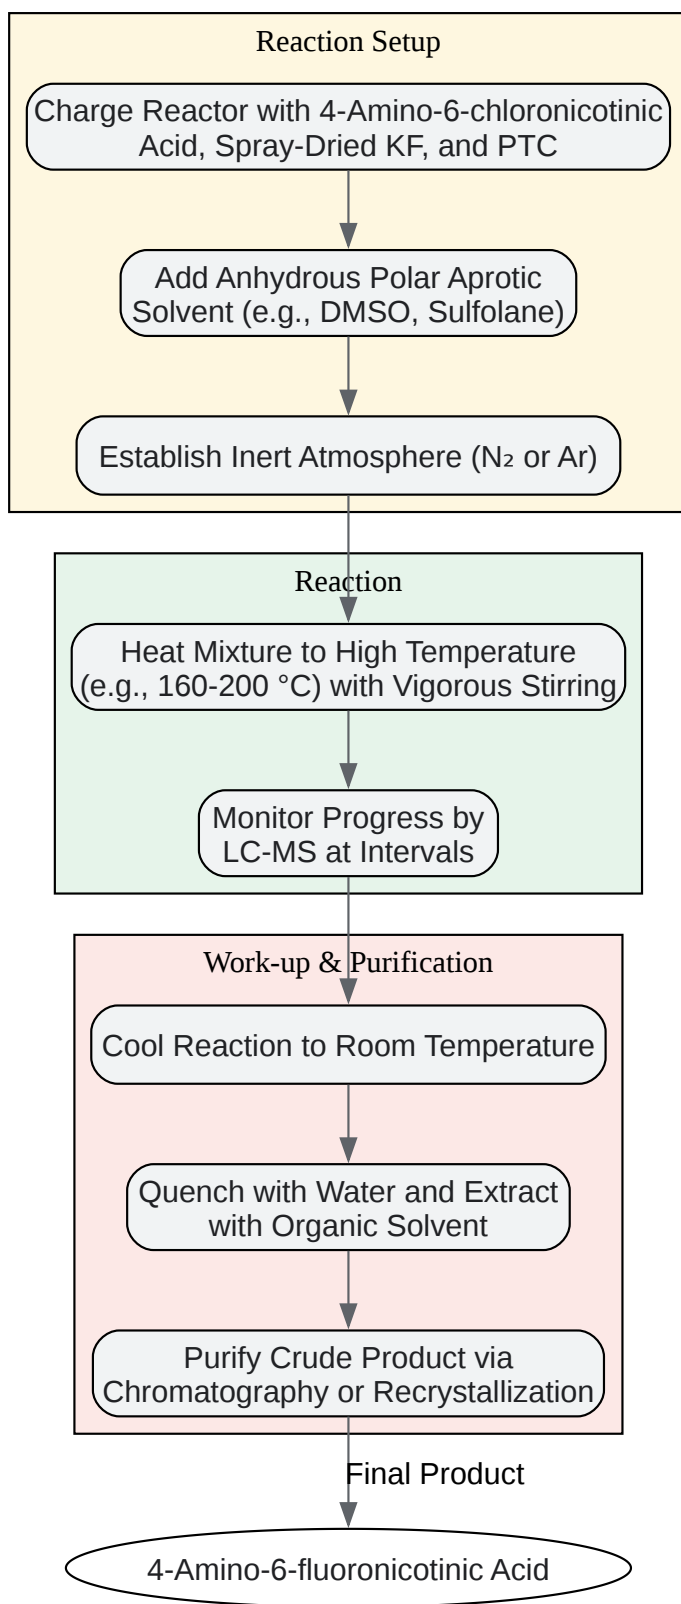 Reaction Setup
Charge Reactor with 4-Amino-6-chloronicotinic
Acid, Spray-Dried KF, and PTC
Add Anhydrous Polar Aprotic
Solvent (e.g., DMSO, Sulfolane)
Establish Inert Atmosphere (N₂ or Ar)
Reaction
Heat Mixture to High Temperature
(e.g., 160-200 °C) with Vigorous Stirring
Monitor Progress by
LC-MS at Intervals
Work-up & Purification
Cool Reaction to Room Temperature
Quench with Water and Extract
with Organic Solvent
Purify Crude Product via
Chromatography or Recrystallization
Final Product
4-Amino-6-fluoronicotinic Acid